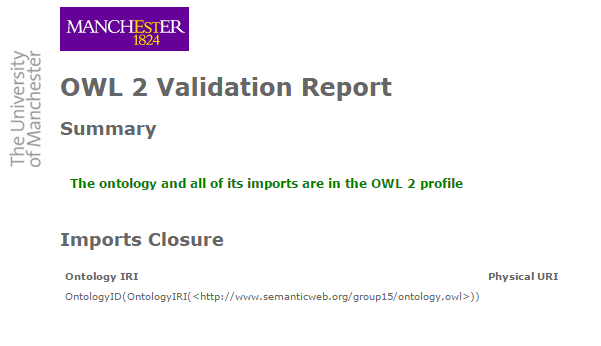 MANCHESTER
1824
The University
of Manchester
OWL 2 Validation Report
Summary
The ontology and all of its imports are in the OWL 2 profile
Imports Closure
Ontology IRI Physical URI
OntologyID(OntologyIRI(<http://www.semanticweb.org/group15/ontology,owl>))